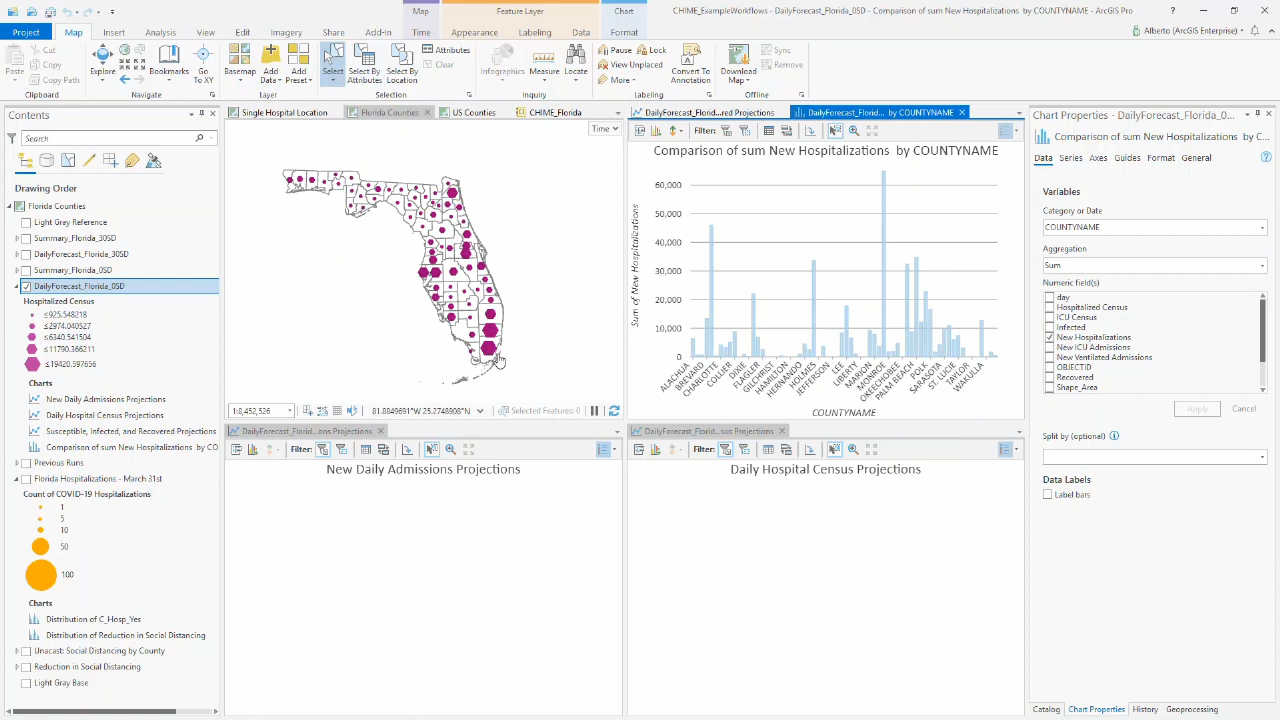 Map
Feature Layer
Chart
CHIME_ExampleWorkflows - DailyForecast_Florida_0SD - Comparison of sum New Hospitalizations by COUNTYNAME - ArcGIS Pro
Project
Map
Insert
Analysis
View
Edit
Imagery
Share
Add-In
Time
Appearance
Labeling
Data
Format
Alberto (ArcGIS Enterprise)
Paste
Cut
Copy
Copy Path
Clipboard
Explore
Bookmarks
Go To XY
Navigate
Basemap
Add Data
Add Preset
Layer
Select
Select By Attributes
Select By Location
Attributes
Clear
Selection
Infographics
Measure
Locate
Inquiry
Pause
Lock
View Unplaced
More
Convert To Annotation
Labeling
Download Map
Sync
Remove
Offline
Contents
Search
Drawing Order
Florida Counties
Light Gray Reference
Summary_Florida_30SD
DailyForecast_Florida_30SD
Summary_Florida_0SD
DailyForecast_Florida_0SD
Hospitalized Census
≤925.548218
≤2974.040527
≤6340.541504
≤11790.366211
≤19420.597656
Charts
New Daily Admissions Projections
Daily Hospital Census Projections
Susceptible, Infected, and Recovered Projections
Comparison of sum New Hospitalizations by CO
Previous Runs
Florida Hospitalizations - March 31st
Count of COVID-19 Hospitalizations
1
5
10
50
100
Charts
Distribution of C_Hosp_Yes
Distribution of Reduction in Social Distancing
Unacast: Social Distancing by County
Reduction in Social Distancing
Light Gray Base
Single Hospital Location
Florida Counties
US Counties
CHIME_Florida
Time
1:8,452,526
81.8849691°W 25.2748908°N
Selected Features: 0
DailyForecast_Florid...red Projections
DailyForecast_Florid... by COUNTYNAME
Filter:
Comparison of sum New Hospitalizations by COUNTYNAME
Sum of New Hospitalizations
60,000
50,000
40,000
30,000
20,000
10,000
0
ALACHUA
BREVARD
CHARLOTTE
COLLIER
DIXIE
FLAGLER
GILCHRIST
HAMILTON
HERNANDO
HOLMES
JEFFERSON
LEE
LIBERTY
MARION
MONROE
OKEECHOBEE
PALM BEACH
POLK
SARASOTA
ST. LUCIE
TAYLOR
WAKULLA
COUNTYNAME
DailyForecast_Florid...ons Projections
Filter:
New Daily Admissions Projections
DailyForecast_Florid...sus Projections
Filter:
Daily Hospital Census Projections
Chart Properties - DailyForecast_Florida_0...
Comparison of sum New Hospitalizations by C...
Data
Series
Axes
Guides
Format
General
Variables
Category or Date
COUNTYNAME
Aggregation
Sum
Numeric field(s)
day
Hospitalized Census
ICU Census
Infected
New Hospitalizations
New ICU Admissions
New Ventilated Admissions
OBJECTID
Recovered
Shape_Area
Apply
Cancel
Split by (optional)
Data Labels
Label bars
Catalog
Chart Properties
History
Geoprocessing